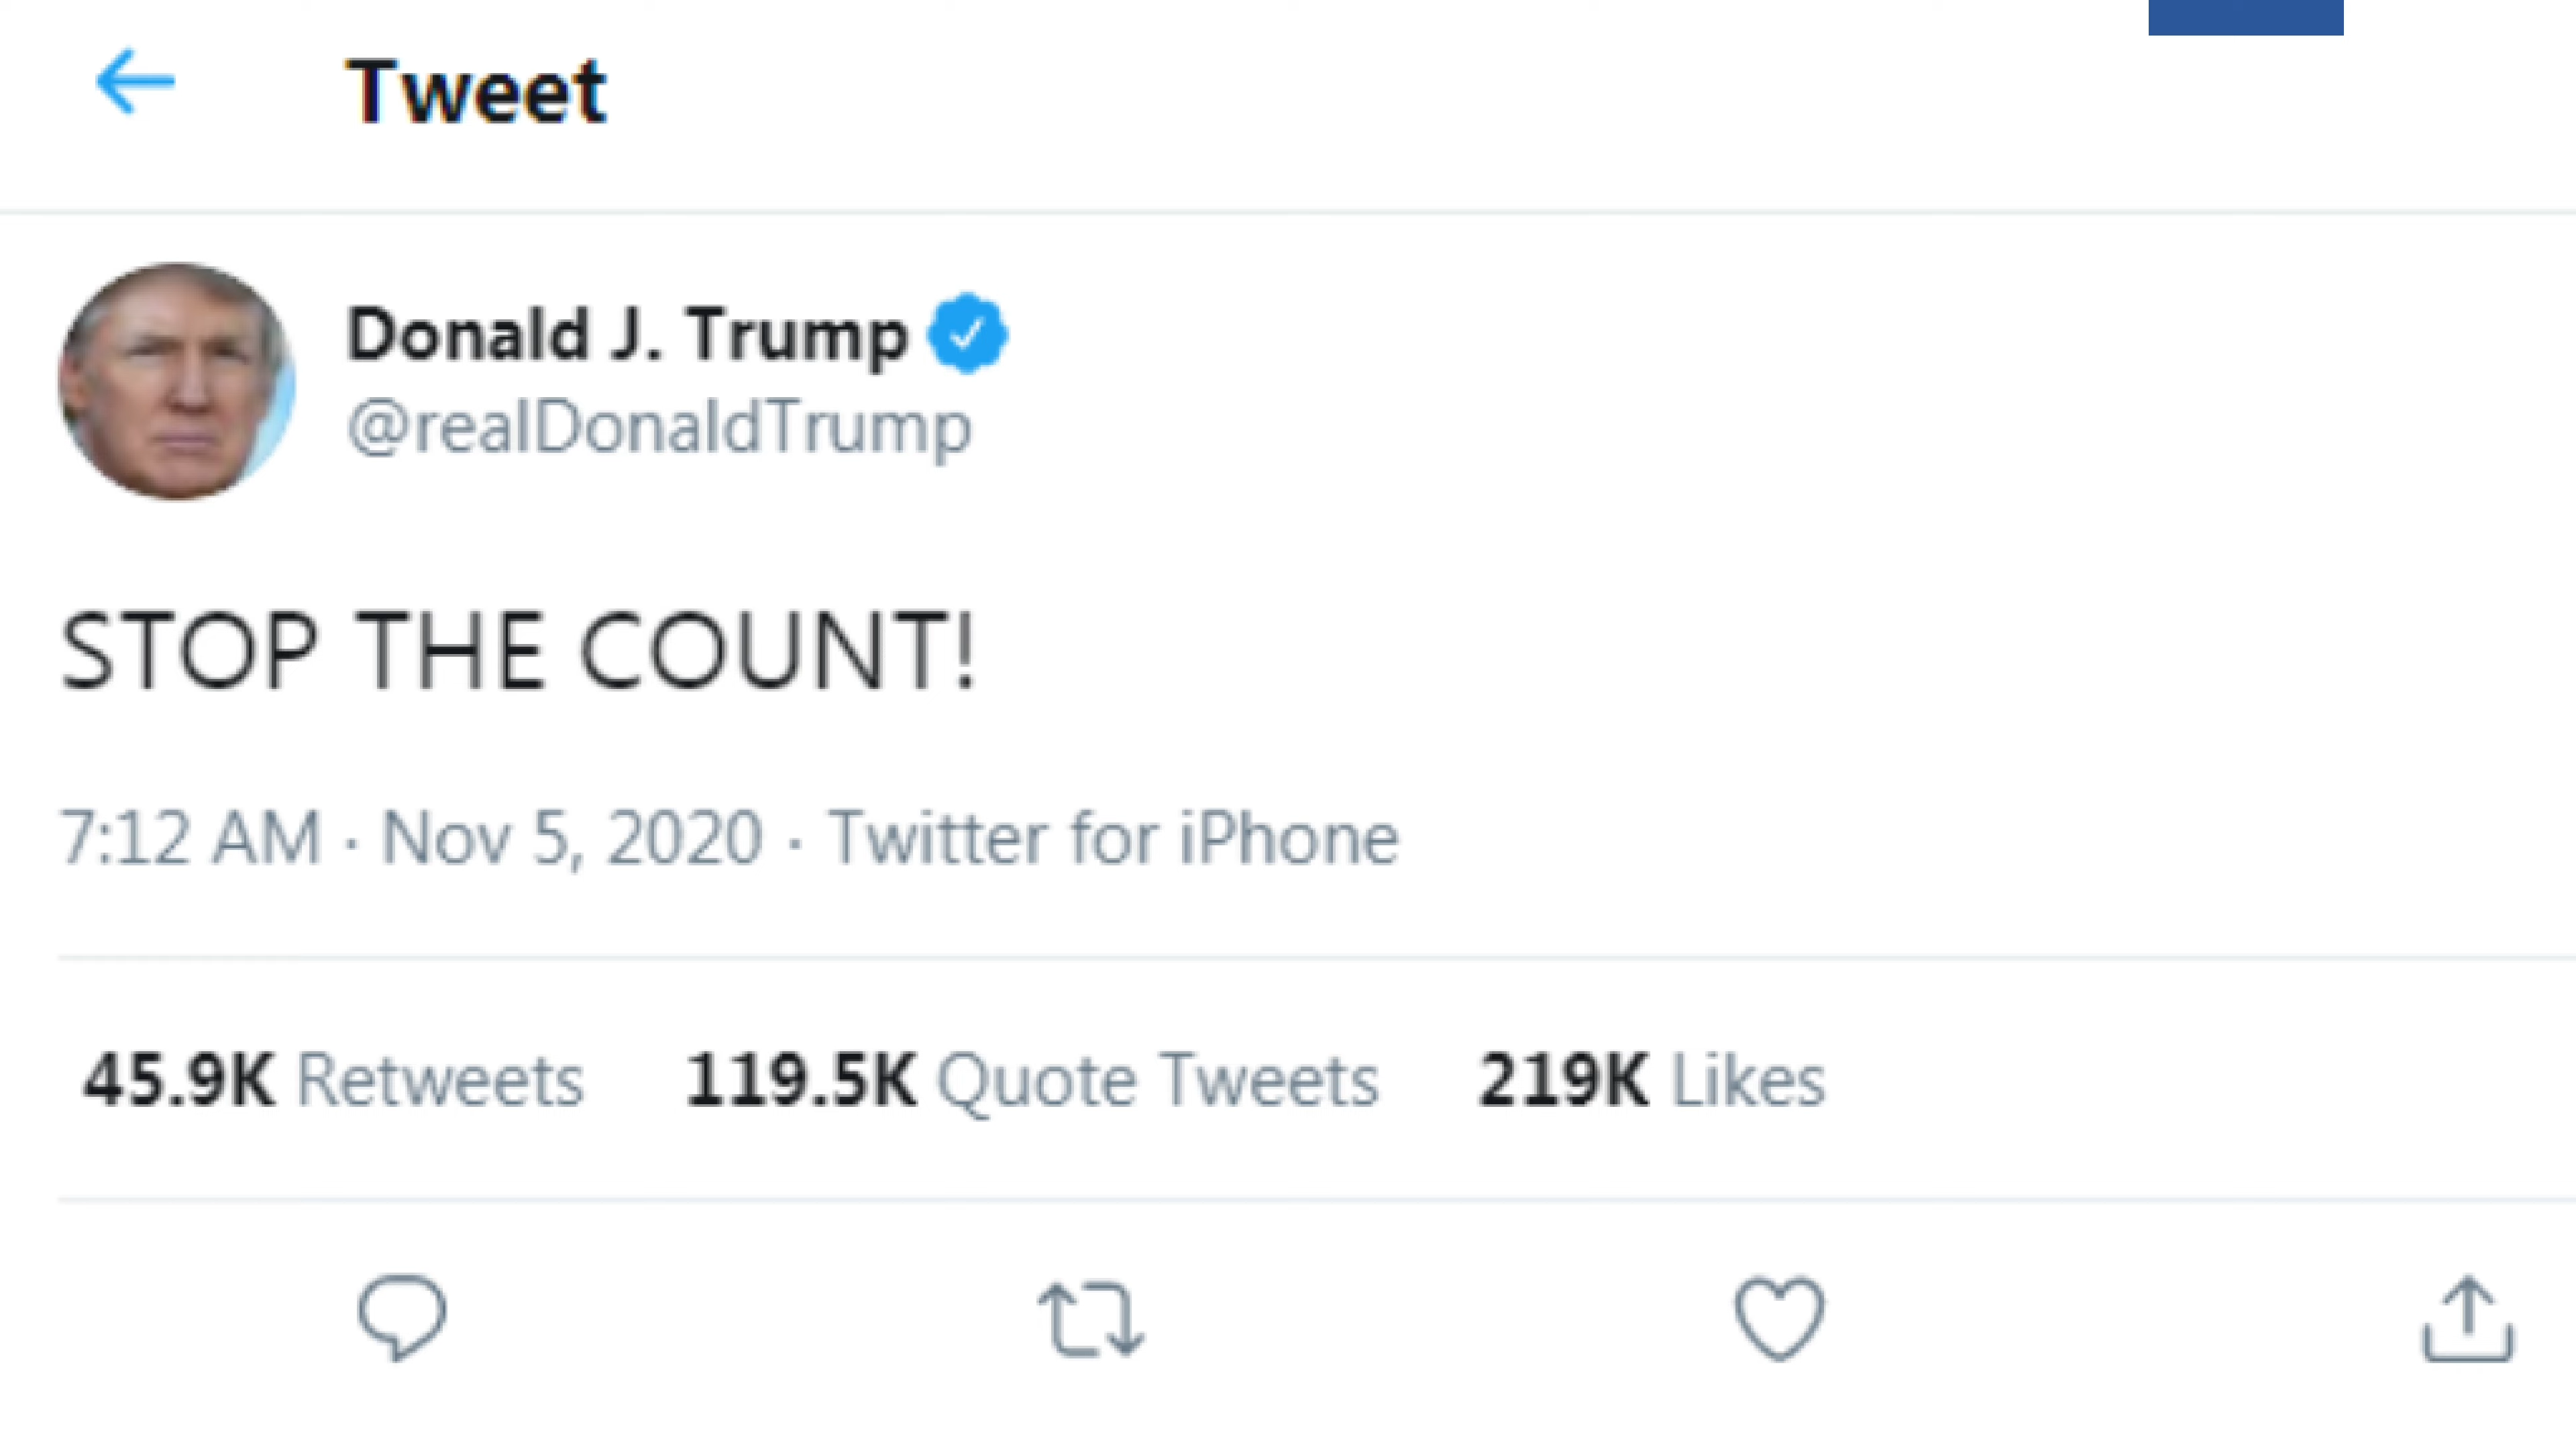 Tweet
Donald J. Trump
@realDonaldTrump
STOP THE COUNT!
7:12 AM · Nov 5, 2020 · Twitter for iPhone
45.9K Retweets 119.5K Quote Tweets 219K Likes